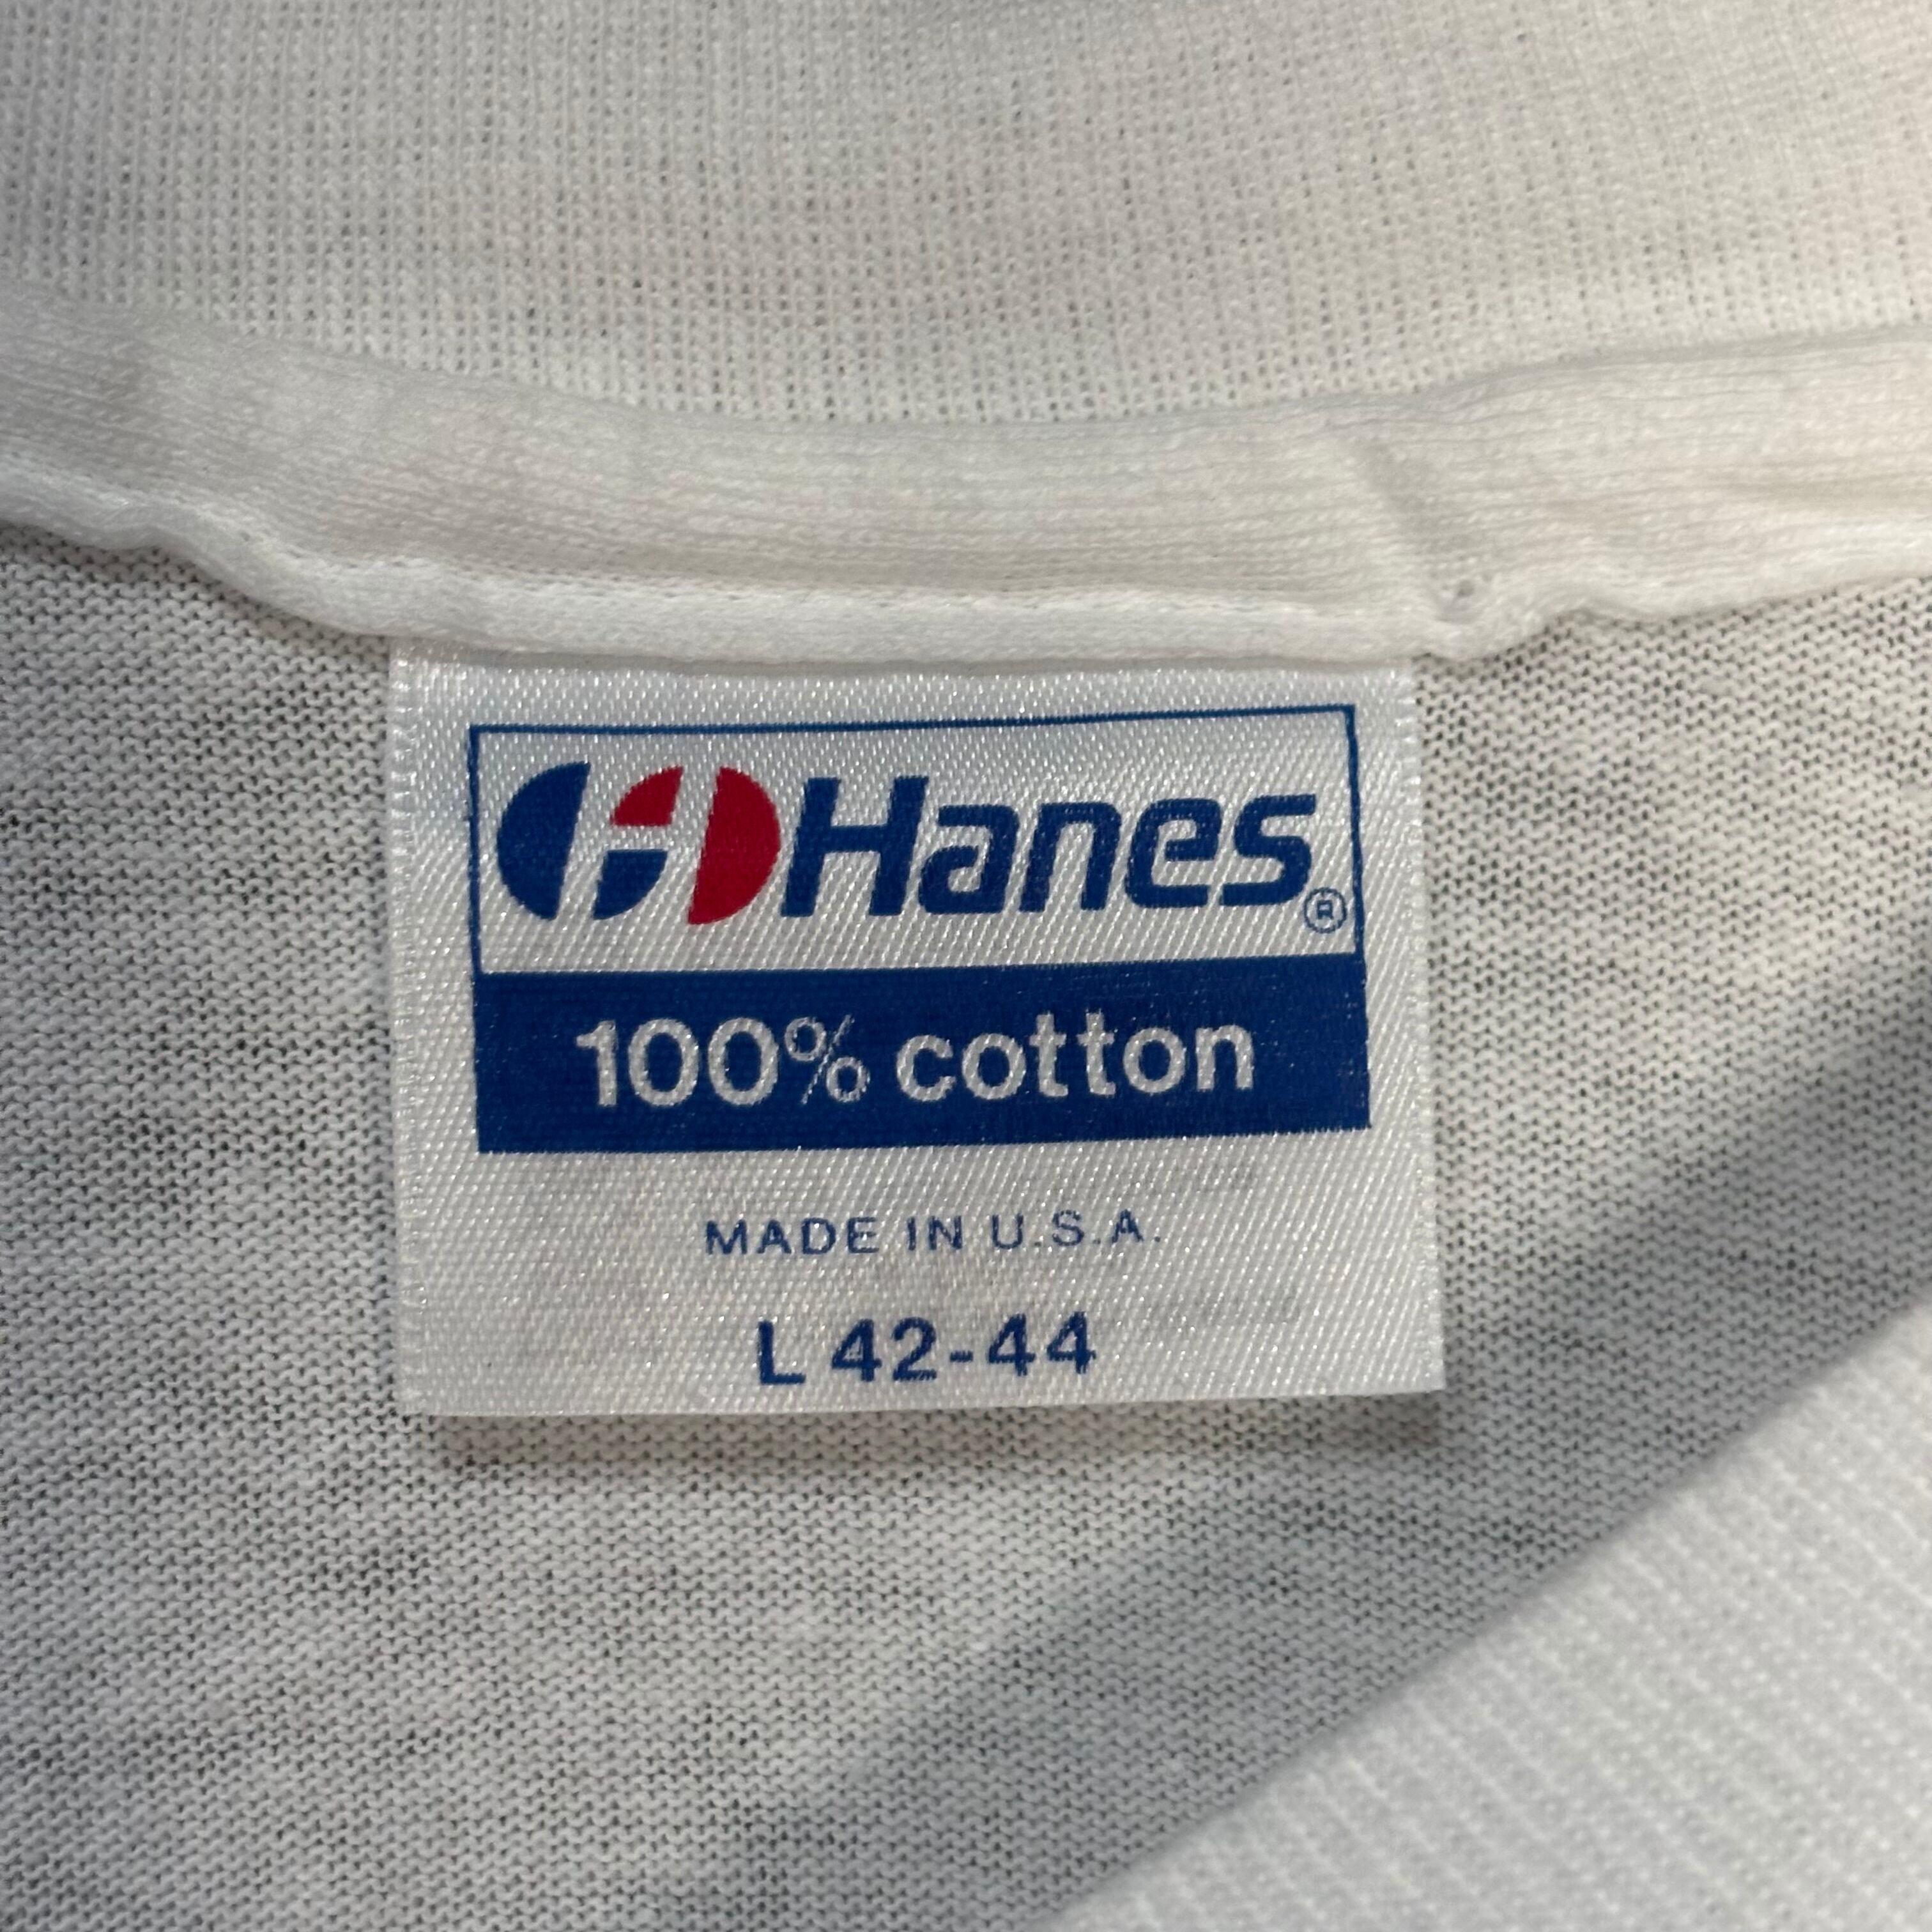 Hanes®
100% cotton
MADE IN U.S.A.
L 42-44